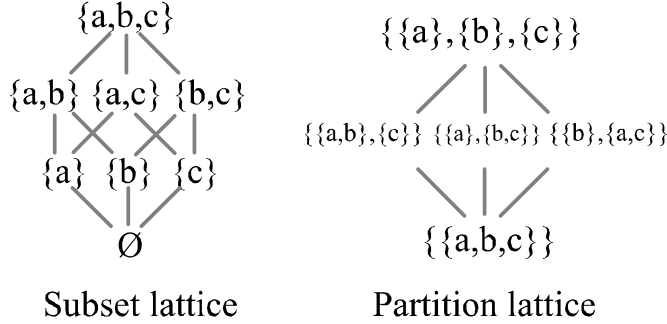 {a,b,c}
{a,b} {a,c} {b,c}
{a} {b} {c}
Ø
Subset lattice
{{a},{b},{c}}
{{a,b},{c}} {{a},{b,c}} {{b},{a,c}}
{{a,b,c}}
Partition lattice